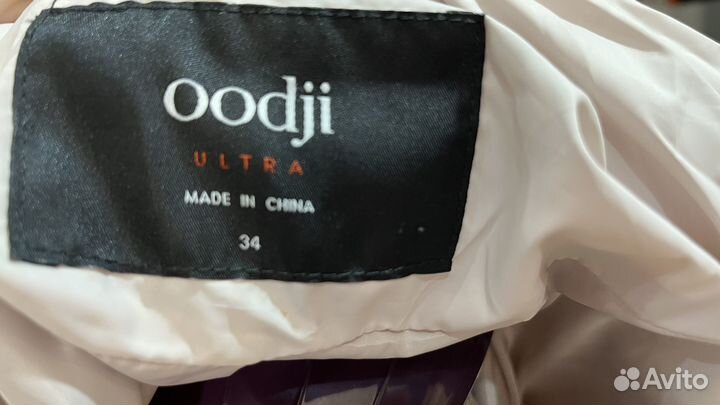 oodji
ULTRA
MADE IN CHINA
34
Avito